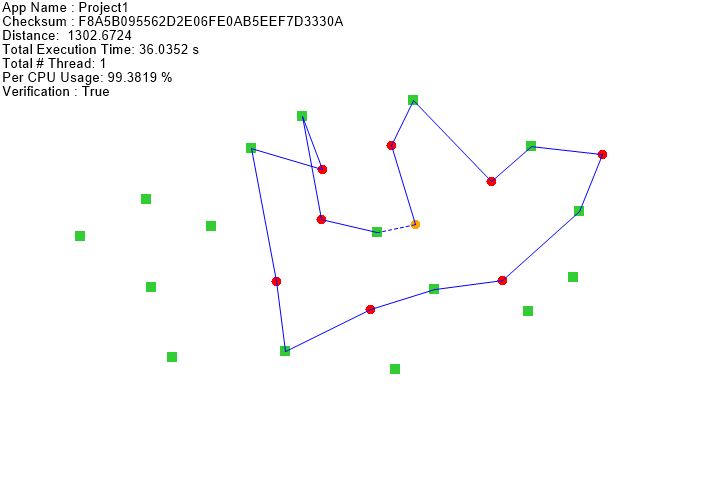 App Name : Project1
Checksum : F8A5B095562D2E06FE0AB5EEF7D3330A
Distance:  1302.6724
Total Execution Time: 36.0352 s
Total # Thread: 1
Per CPU Usage: 99.3819 %
Verification : True